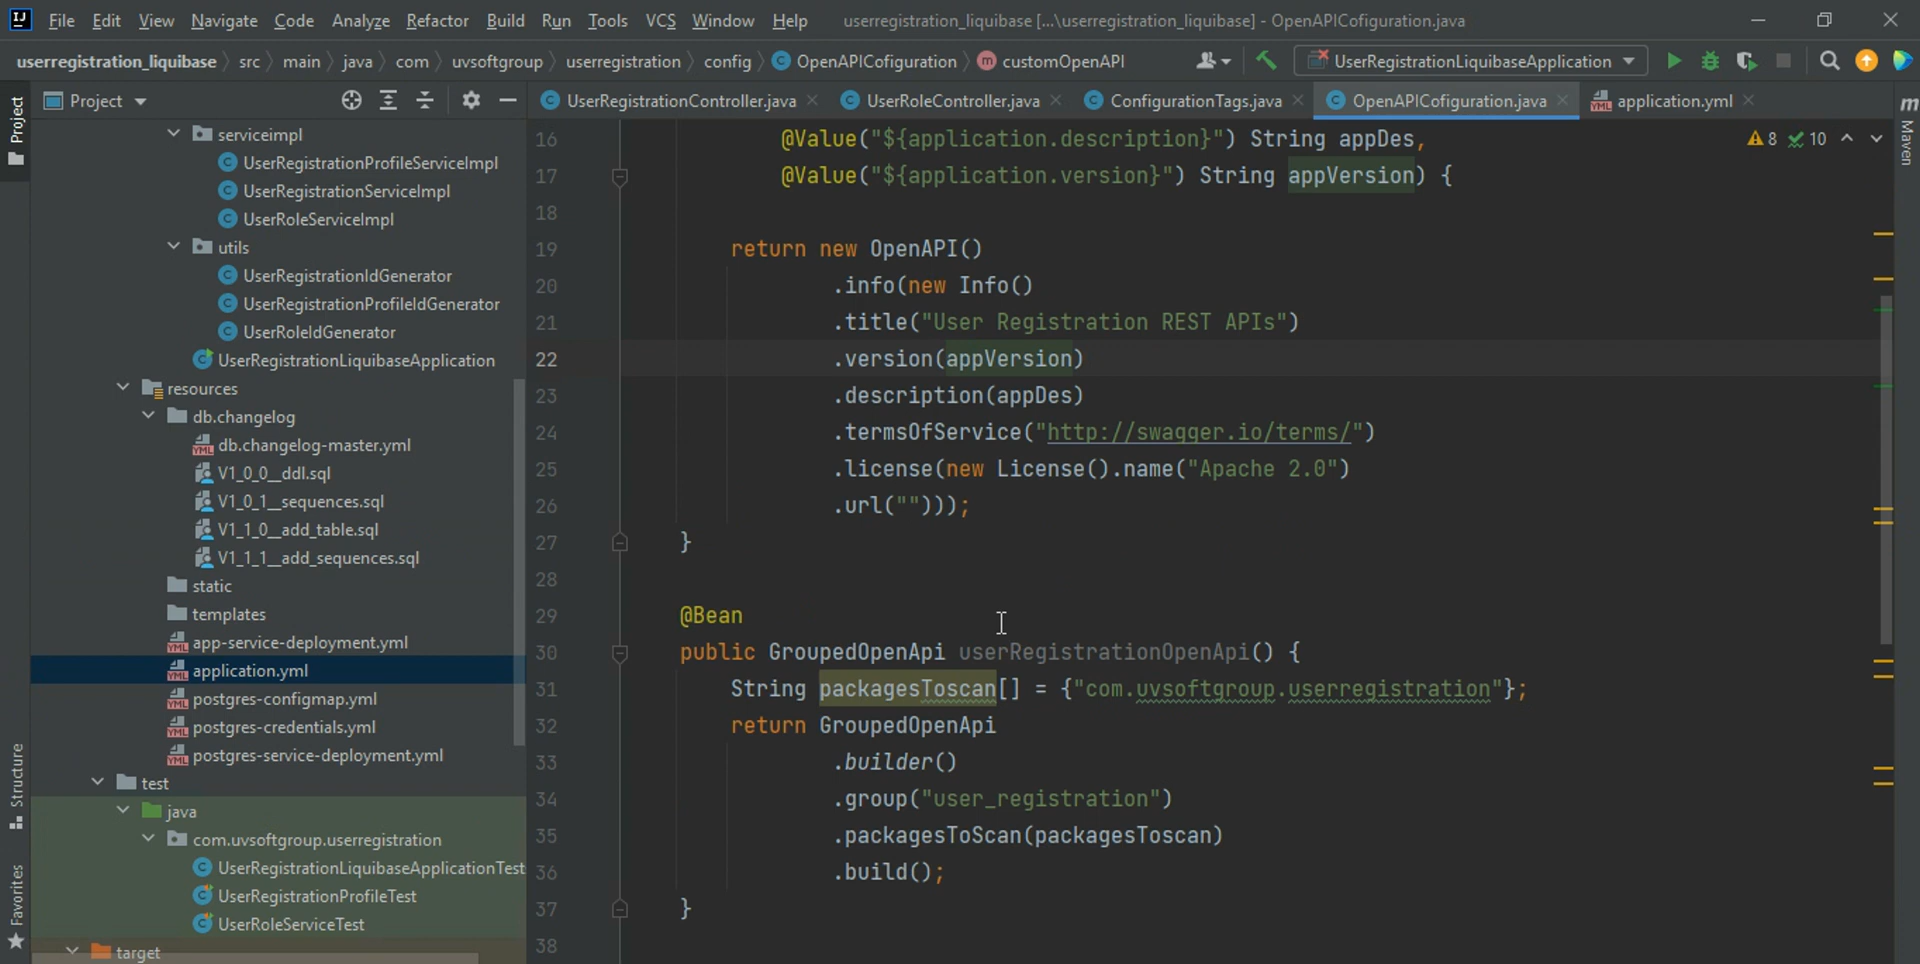 IJ File Edit View Navigate Code Analyze Refactor Build Run Tools VCS Window Help userregistration_liquibase [...\userregistration_liquibase] - OpenAPICofiguration.java
userregistration_liquibase src main java com uvsoftgroup userregistration config OpenAPICofiguration m customOpenAPI UserRegistrationLiquibaseApplication
Project UserRegistrationController.java UserRoleController.java ConfigurationTags.java OpenAPICofiguration.java application.yml
Project
Structure
Favorites
m Maven
serviceimpl
UserRegistrationProfileServiceImpl
UserRegistrationServiceImpl
UserRoleServiceImpl
utils
UserRegistrationIdGenerator
UserRegistrationProfileIdGenerator
UserRoleIdGenerator
UserRegistrationLiquibaseApplication
resources
db.changelog
db.changelog-master.yml
V1_0_0__ddl.sql
V1_0_1__sequences.sql
V1_1_0__add_table.sql
V1_1_1__add_sequences.sql
static
templates
app-service-deployment.yml
application.yml
postgres-configmap.yml
postgres-credentials.yml
postgres-service-deployment.yml
test
java
com.uvsoftgroup.userregistration
UserRegistrationLiquibaseApplicationTest
UserRegistrationProfileTest
UserRoleServiceTest
target
8 10
16 @Value("${application.description}") String appDes,
17 @Value("${application.version}") String appVersion) {
18
19 return new OpenAPI()
20 .info(new Info()
21 .title("User Registration REST APIs")
22 .version(appVersion)
23 .description(appDes)
24 .termsOfService("http://swagger.io/terms/")
25 .license(new License().name("Apache 2.0")
26 .url("")));
27 }
28
29 @Bean
30 public GroupedOpenApi userRegistrationOpenApi() {
31 String packagesToscan[] = {"com.uvsoftgroup.userregistration"};
32 return GroupedOpenApi
33 .builder()
34 .group("user_registration")
35 .packagesToScan(packagesToscan)
36 .build();
37 }
38